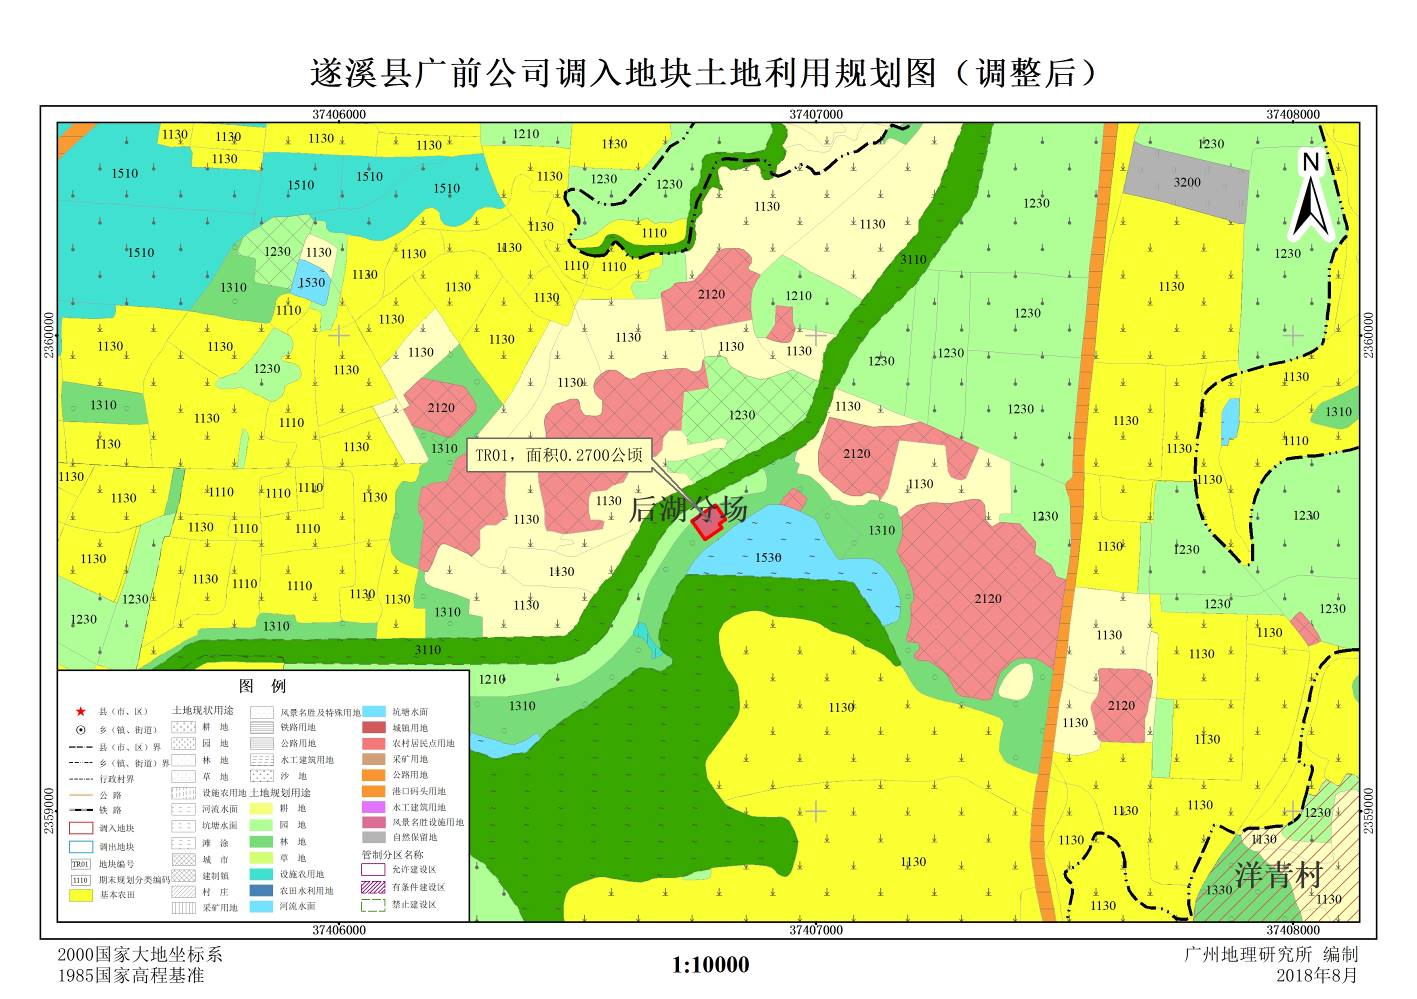 遂溪县广前公司调入地块土地利用规划图（调整后）
37406000 37407000 37408000
2360000 2360000
2359000 2359000
N
1130 1130 1130 1130 1210 1130 1230
1130
1510 1510 1510 1510 1130 1230 1230 3200
1130 1130 1230
1510 1230 1130 1130 1130 1130 1110 1230
1310 1530 1130 1110 1110 3110
1110 1130 2120 1210 1130
1130 1130 1130 1130 1130 1130 1130 1130 1230
1230 1130 1130 1230 1230 1130
1310 1130 1110 2120 1230 1130 1230 1130 1310
1130 1130 1310 2120 1110
TR01，面积0.2700公顷
1130 1130 1110 1110 1110 1130 1130 1130 1130
后湖分场
1130 1110 1110 1130 1310 1230 1230
1130 1130 1110 1110 1130 1530 1130 1230
1230 1230 1130 1130 1130 1310 2120 1230 1230
1310 3110 1130 1130 1130
1210 1310 1130 1130 2120 1130
1130 1130 1130 1230
1130 1130 1130
洋青村
1130 1330 1130
图 例
县（市、区）
乡（镇、街道）
县（市、区）界
乡（镇、街道）界
行政村界
公 路
铁 路
调入地块
调出地块
TR01 地块编号
1110 期末规划分类编码
基本农田
土地现状用途
耕 地
园 地
林 地
草 地
设施农用地
河流水面
坑塘水面
滩 涂
城 市
建制镇
村 庄
采矿用地
风景名胜及特殊用地
铁路用地
公路用地
水工建筑用地
沙 地
土地规划用途
耕 地
园 地
林 地
草 地
设施农用地
农田水利用地
河流水面
坑塘水面
城镇用地
农村居民点用地
采矿用地
公路用地
港口码头用地
水工建筑用地
风景名胜设施用地
自然保留地
管制分区名称
允许建设区
有条件建设区
禁止建设区
37406000 37407000 37408000
2000国家大地坐标系
1985国家高程基准
1:10000
广州地理研究所 编制
2018年8月